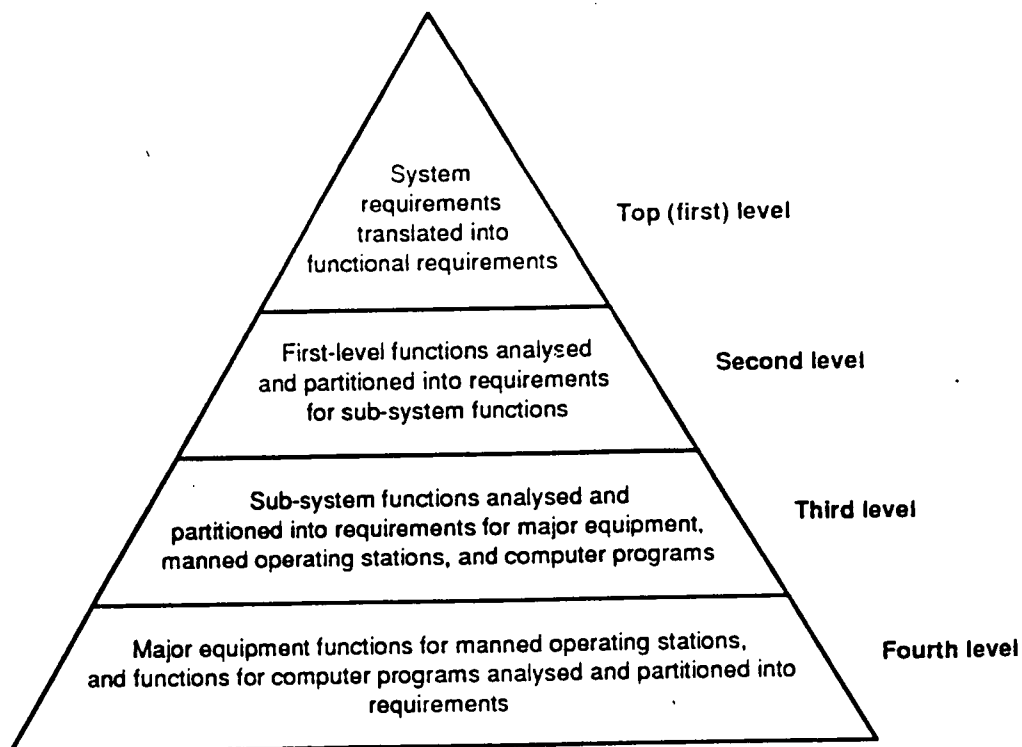 System
requirements
translated into
functional requirements
Top (first) level
First-level functions analysed
and partitioned into requirements
for sub-system functions
Second level
Sub-system functions analysed and
partitioned into requirements for major equipment,
manned operating stations, and computer programs
Third level
Major equipment functions for manned operating stations,
and functions for computer programs analysed and partitioned into
requirements
Fourth level